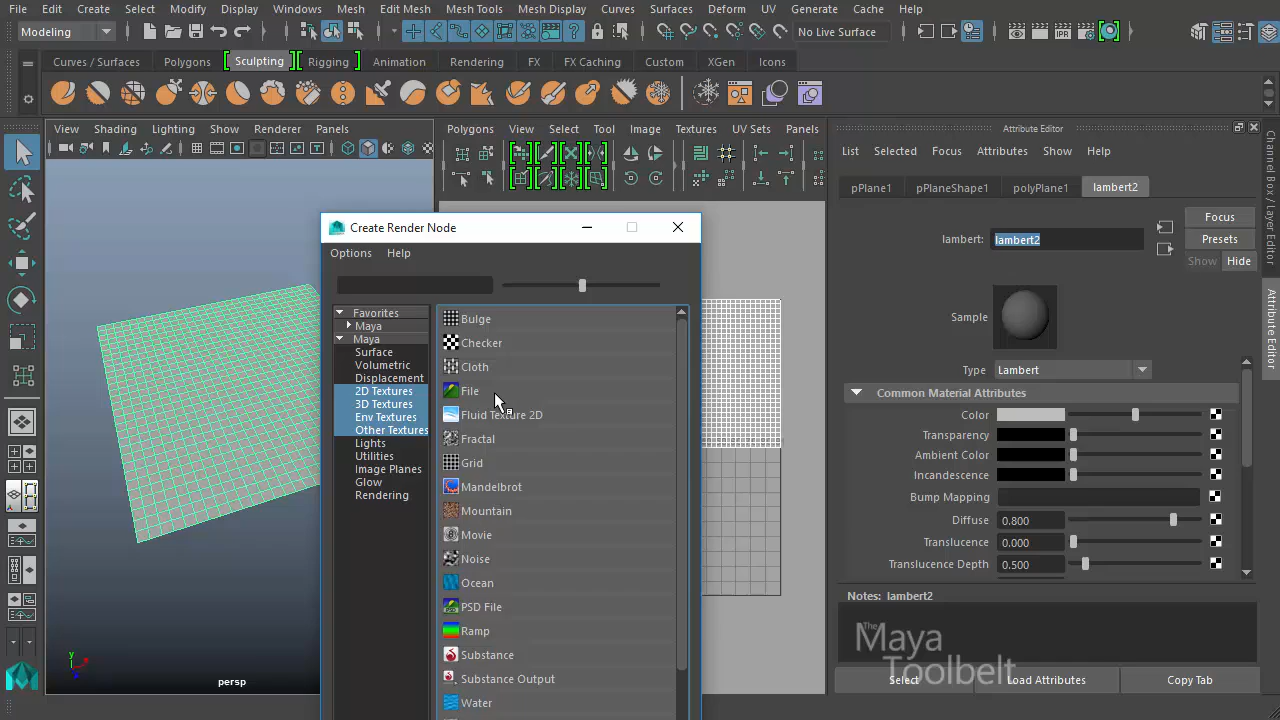 File Edit Create Select Modify Display Windows Mesh Edit Mesh Mesh Tools Mesh Display Curves Surfaces Deform UV Generate Cache Help
Modeling No Live Surface
Curves / Surfaces Polygons Sculpting Rigging Animation Rendering FX FX Caching Custom XGen Icons
View Shading Lighting Show Renderer Panels
Polygons View Select Tool Image Textures UV Sets Panels
Attribute Editor
List Selected Focus Attributes Show Help
pPlane1 pPlaneShape1 polyPlane1 lambert2
lambert: lambert2
Focus
Presets
Show Hide
Sample
Type Lambert
Common Material Attributes
Color
Transparency
Ambient Color
Incandescence
Bump Mapping
Diffuse 0.800
Translucence 0.000
Translucence Depth 0.500
Notes: lambert2
The
Maya
Toolbelt
Select Load Attributes Copy Tab
Channel Box / Layer Editor
Attribute Editor
Create Render Node
Options Help
Favorites
Maya
Maya
Surface
Volumetric
Displacement
2D Textures
3D Textures
Env Textures
Other Textures
Lights
Utilities
Image Planes
Glow
Rendering
Bulge
Checker
Cloth
File
Fluid Texture 2D
Fractal
Grid
Mandelbrot
Mountain
Movie
Noise
Ocean
PSD File
Ramp
Substance
Substance Output
Water
y
x
persp